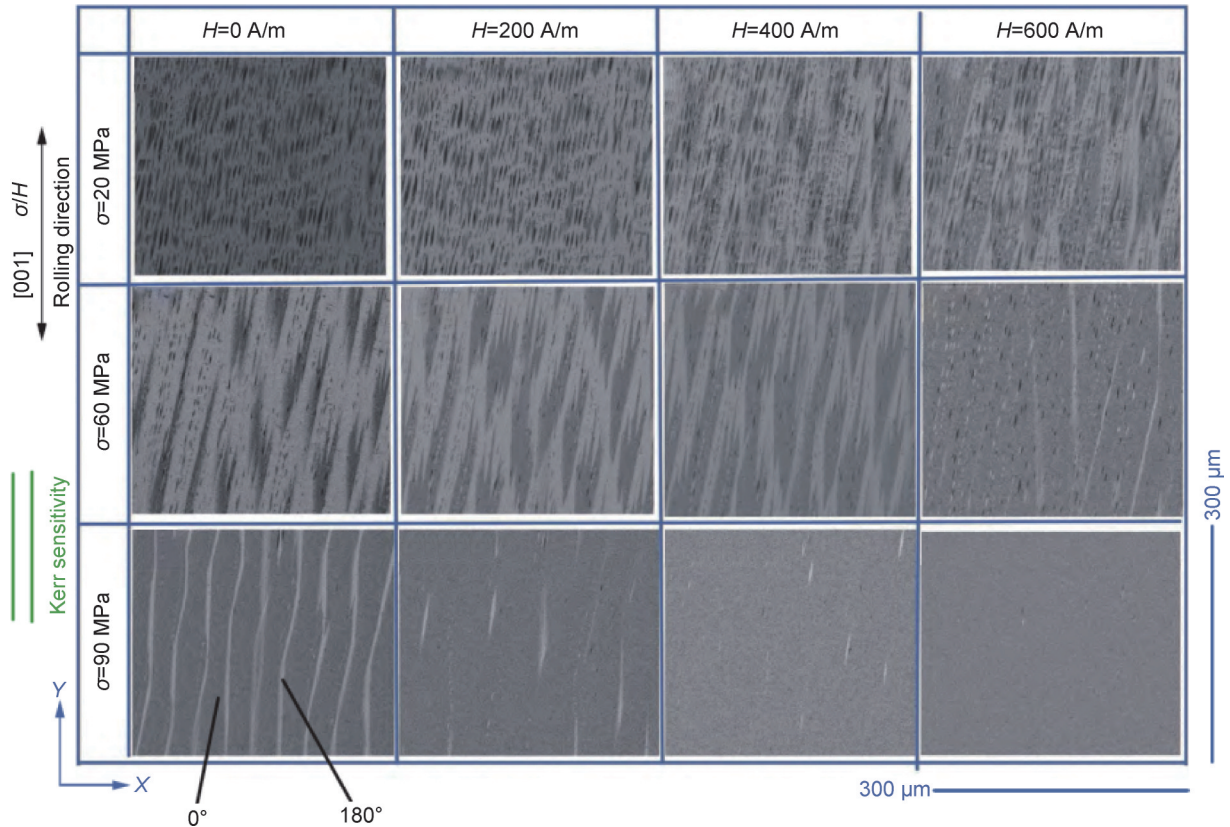 H=0 A/m
H=200 A/m
H=400 A/m
H=600 A/m
[001]
σ/H
Rolling direction
σ=20 MPa
σ=60 MPa
Kerr sensitivity
σ=90 MPa
300 μm
Y
X
300 μm
0°
180°